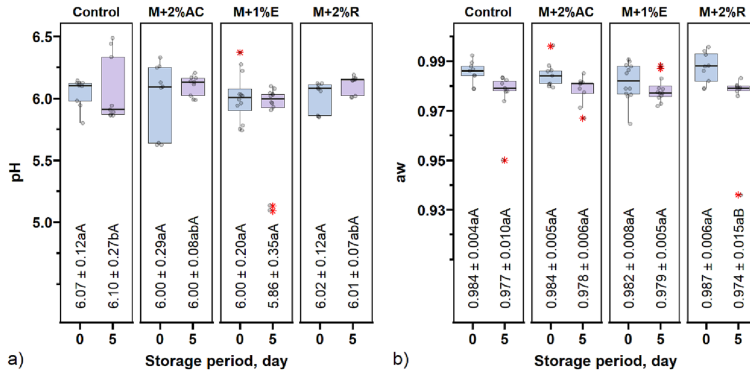 Control M+2%AC M+1%E M+2%R
pH
6.5
6.0
5.5
5.0
6.07 ± 0.12aA
6.10 ± 0.27bA
6.00 ± 0.29aA
6.00 ± 0.08abA
6.00 ± 0.20aA
5.86 ± 0.35aA
6.02 ± 0.12aA
6.01 ± 0.07abA
0 5 0 5 0 5 0 5
a) Storage period, day
Control M+2%AC M+1%E M+2%R
aw
0.99
0.97
0.95
0.93
0.984 ± 0.004aA
0.977 ± 0.010aA
0.984 ± 0.005aA
0.978 ± 0.006aA
0.982 ± 0.008aA
0.979 ± 0.005aA
0.987 ± 0.006aA
0.974 ± 0.015aB
0 5 0 5 0 5 0 5
b) Storage period, day